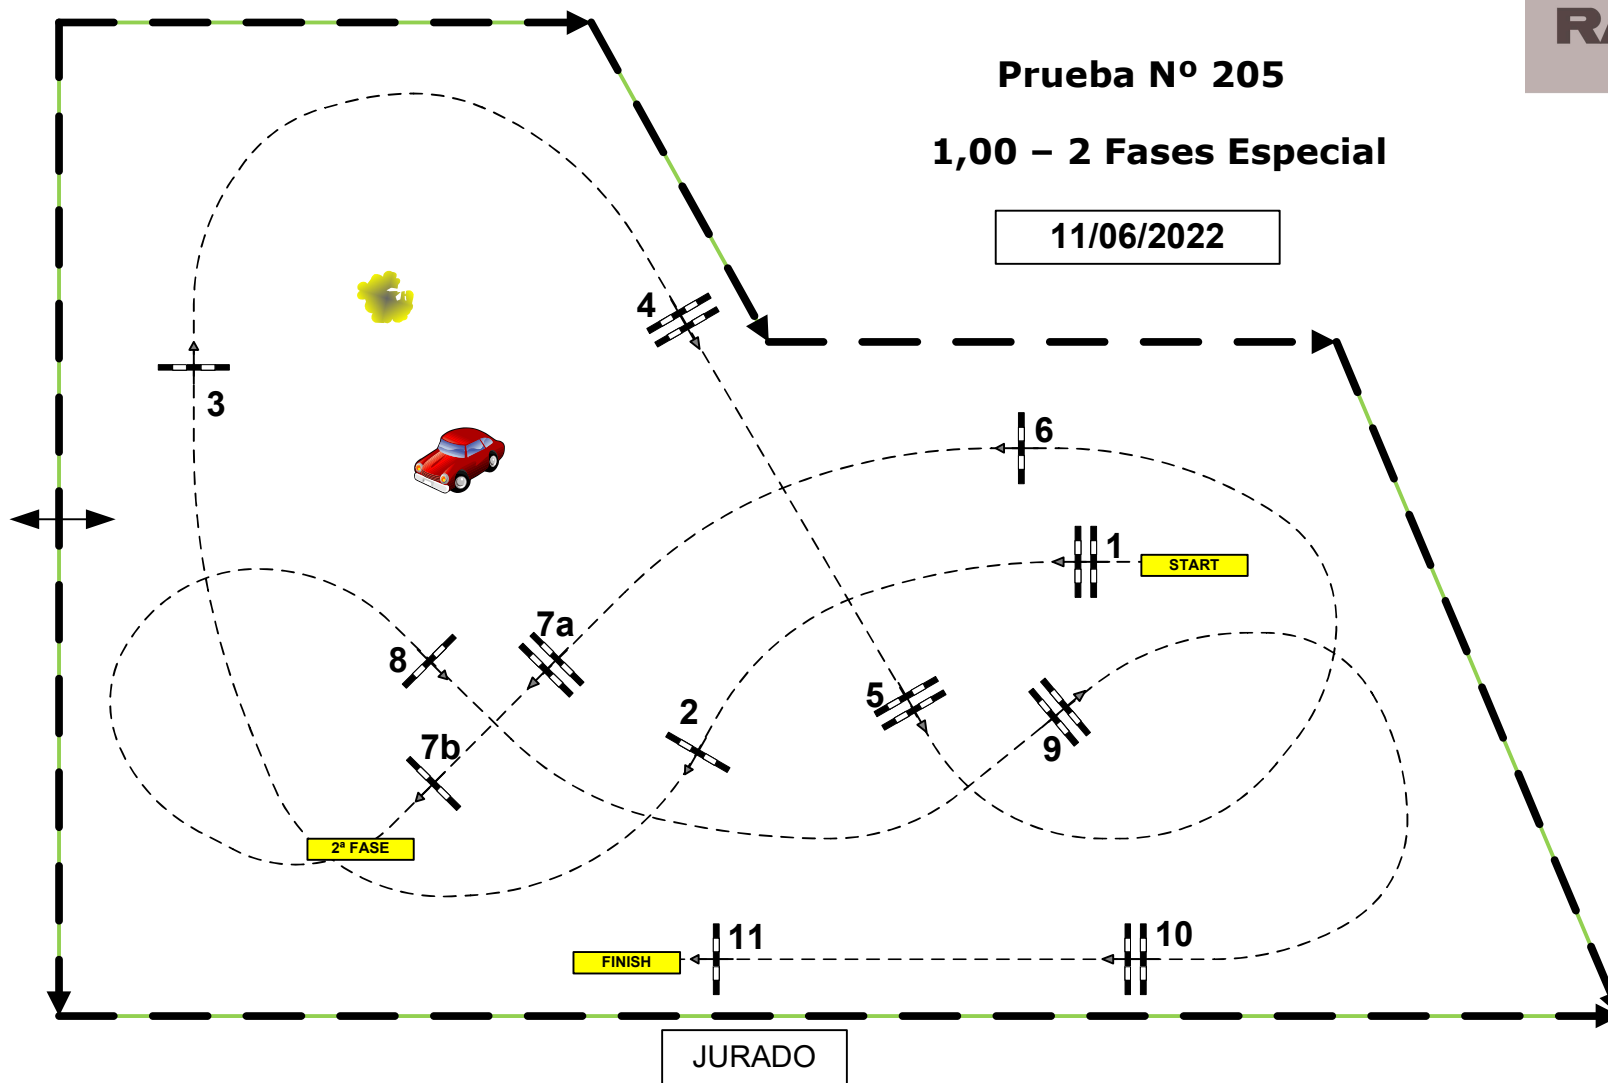 Prueba Nº 205
1,00 – 2 Fases Especial
11/06/2022
4
3
6
1
START
7a
8
5
2
9
7b
2ª FASE
11
10
FINISH
JURADO